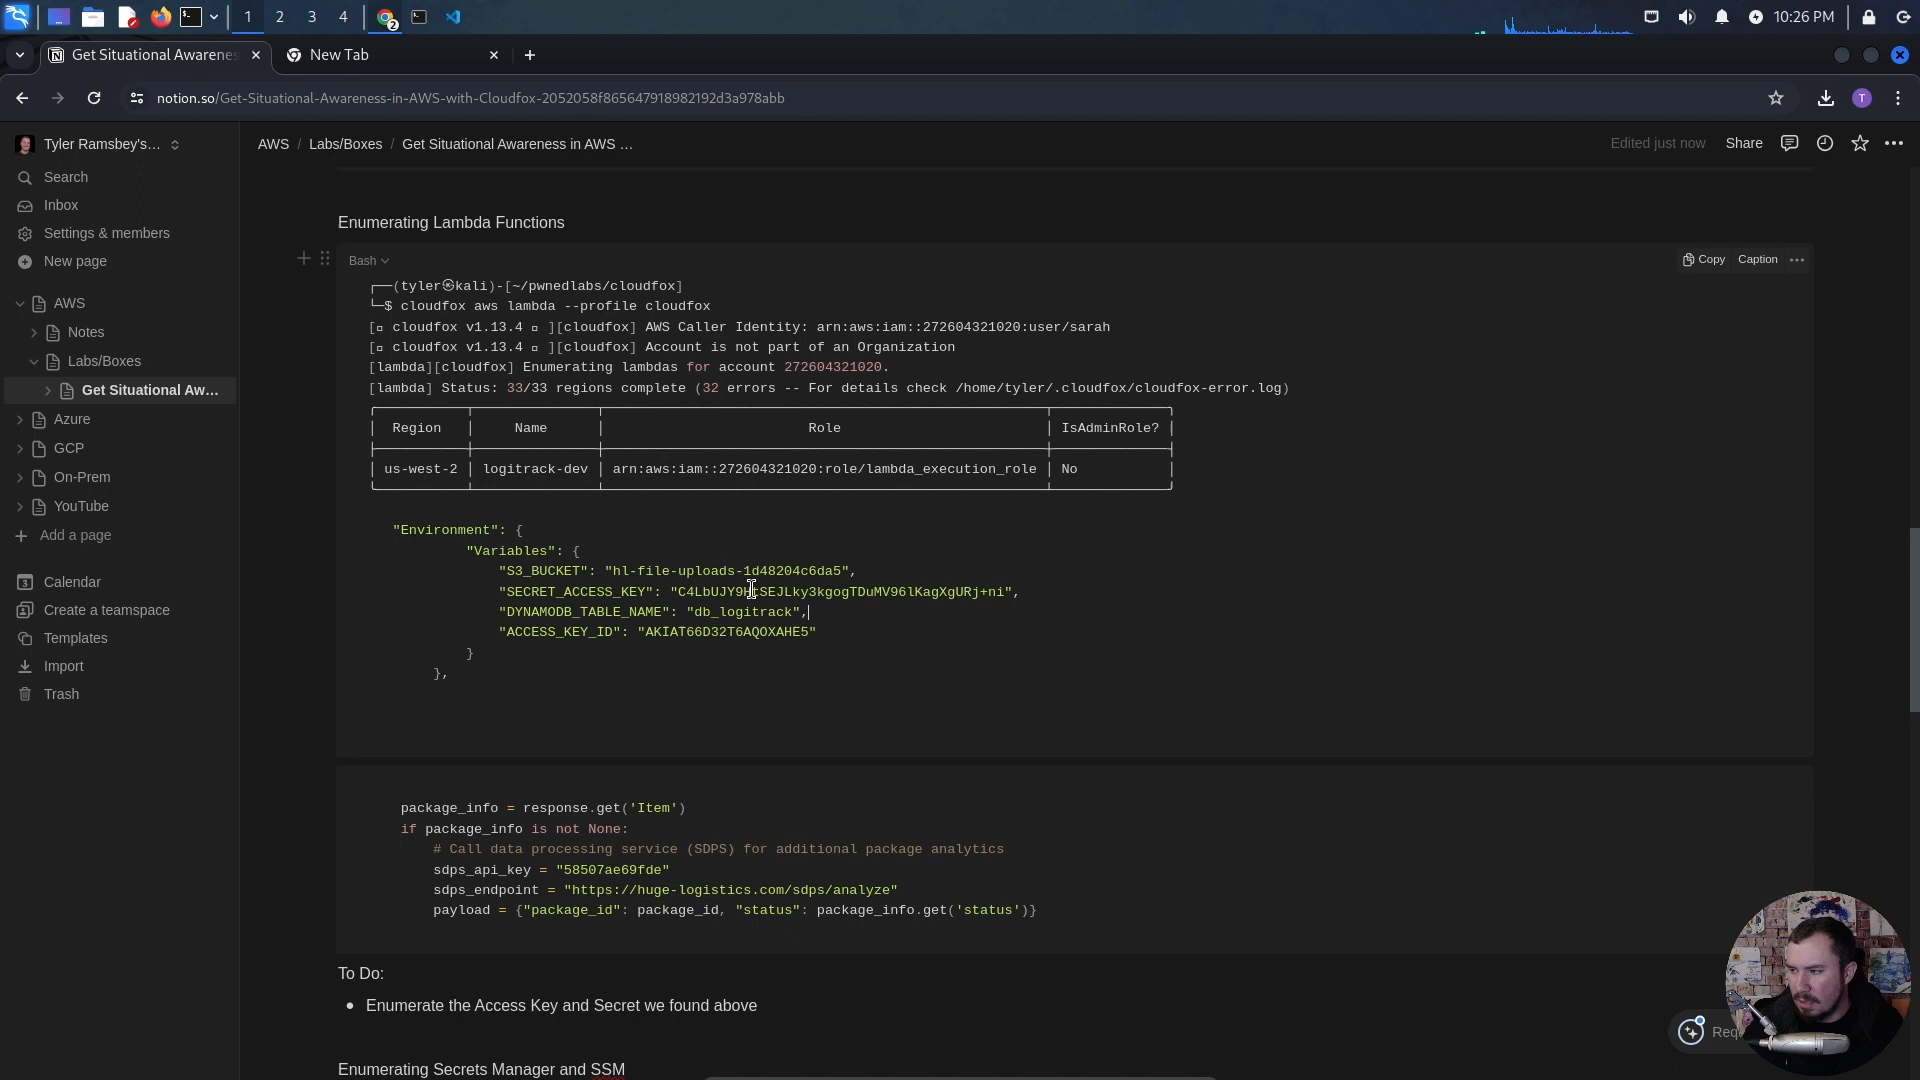 1 2 3 4
2
10:26 PM
Get Situational Awarenes
New Tab
notion.so/Get-Situational-Awareness-in-AWS-with-Cloudfox-2052058f865647918982192d3a978abb
T
Tyler Ramsbey's…
AWS / Labs/Boxes / Get Situational Awareness in AWS …
Edited just now
Share
Search
Inbox
Settings & members
New page
AWS
Notes
Labs/Boxes
Get Situational Aw…
Azure
GCP
On-Prem
YouTube
Add a page
Calendar
Create a teamspace
Templates
Import
Trash
Enumerating Lambda Functions
Bash
Copy Caption
┌──(tyler㉿kali)-[~/pwnedlabs/cloudfox]
└─$ cloudfox aws lambda --profile cloudfox
[ cloudfox v1.13.4 ][cloudfox] AWS Caller Identity: arn:aws:iam::272604321020:user/sarah
[ cloudfox v1.13.4 ][cloudfox] Account is not part of an Organization
[lambda][cloudfox] Enumerating lambdas for account 272604321020.
[lambda] Status: 33/33 regions complete (32 errors -- For details check /home/tyler/.cloudfox/cloudfox-error.log)
│ Region │ Name │ Role │ IsAdminRole? │
│ us-west-2 │ logitrack-dev │ arn:aws:iam::272604321020:role/lambda_execution_role │ No │
"Environment": {
"Variables": {
"S3_BUCKET": "hl-file-uploads-1d48204c6da5",
"SECRET_ACCESS_KEY":
"DYNAMODB_TABLE_NAME": "db_logitrack",
"ACCESS_KEY_ID": "AKIAT66D32T6AQOXAHE5"
}
},
package_info = response.get('Item')
if package_info is not None:
# Call data processing service (SDPS) for additional package analytics
sdps_api_key = "58507ae69fde"
sdps_endpoint = "https://huge-logistics.com/sdps/analyze"
payload = {"package_id": package_id, "status": package_info.get('status')}
To Do:
• Enumerate the Access Key and Secret we found above
Enumerating Secrets Manager and SSM